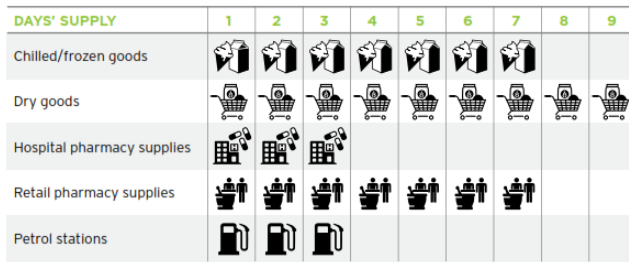 DAYS' SUPPLY 1 2 3 4 5 6 7 8 9
Chilled/frozen goods
Dry goods
Hospital pharmacy supplies
Retail pharmacy supplies
Petrol stations